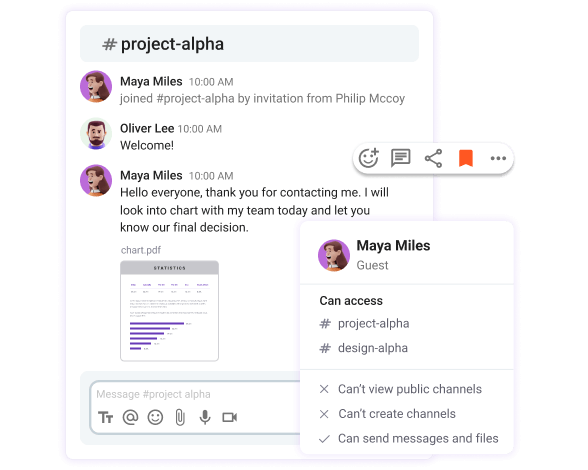 # project-alpha
Maya Miles 10:00 AM
joined #project-alpha by invitation from Philip Mccoy
Oliver Lee 10:00 AM
Welcome!
Maya Miles 10:00 AM
Hello everyone, thank you for contacting me. I will
look into chart with my team today and let you
know our final decision.
chart.pdf
STATISTICS
Message #project alpha
Maya Miles
Guest
Can access
# project-alpha
# design-alpha
Can't view public channels
Can't create channels
Can send messages and files